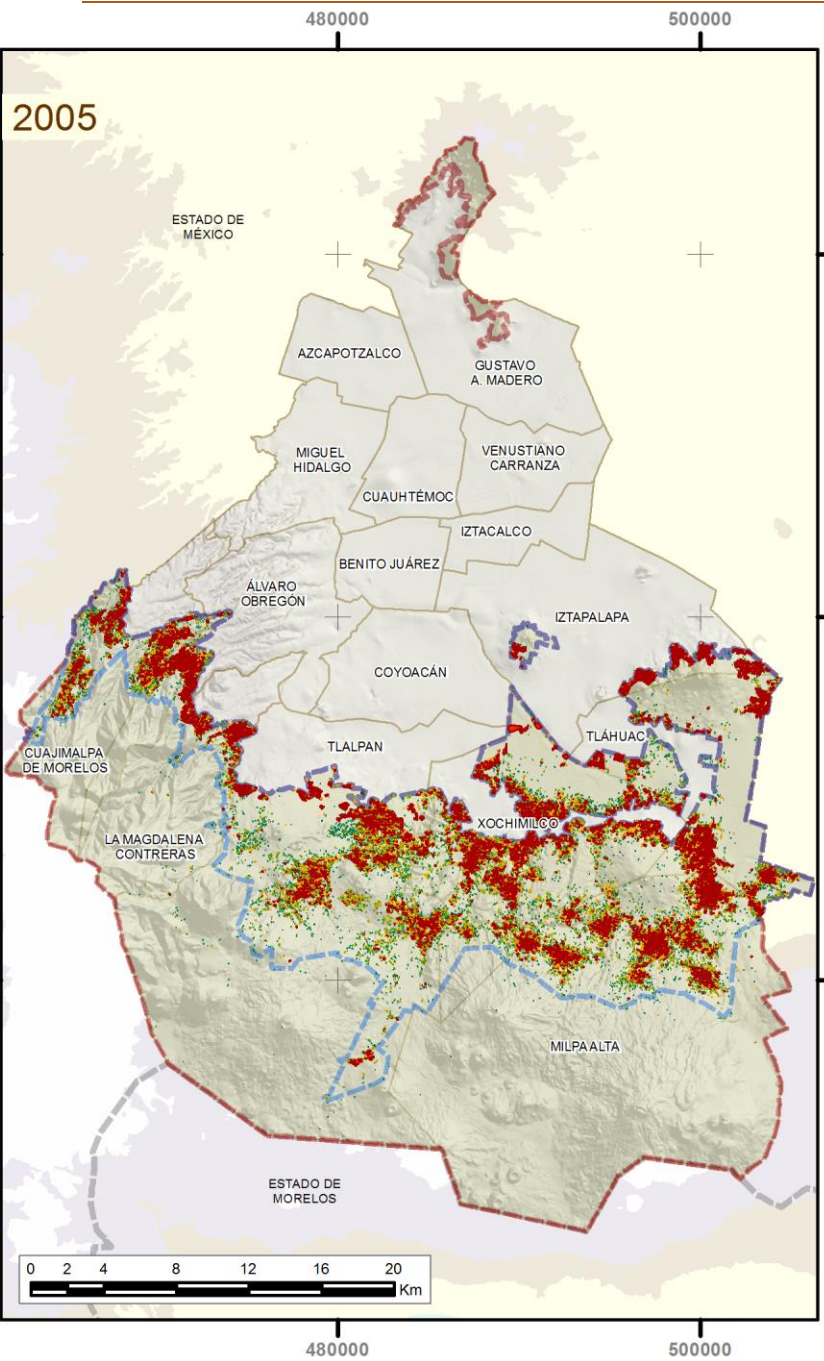 480000
500000
2005
ESTADO DE
MÉXICO
AZCAPOTZALCO
GUSTAVO
A. MADERO
MIGUEL
HIDALGO
VENUSTIANO
CARRANZA
CUAUHTÉMOC
IZTACALCO
BENITO JUÁREZ
ÁLVARO
OBREGÓN
IZTAPALAPA
COYOACÁN
TLÁHUAC
TLALPAN
CUAJIMALPA
DE MORELOS
XOCHIMILCO
LA MAGDALENA
CONTRERAS
MILPA ALTA
ESTADO DE
MORELOS
0 2 4 8 12 16 20
Km
480000
500000